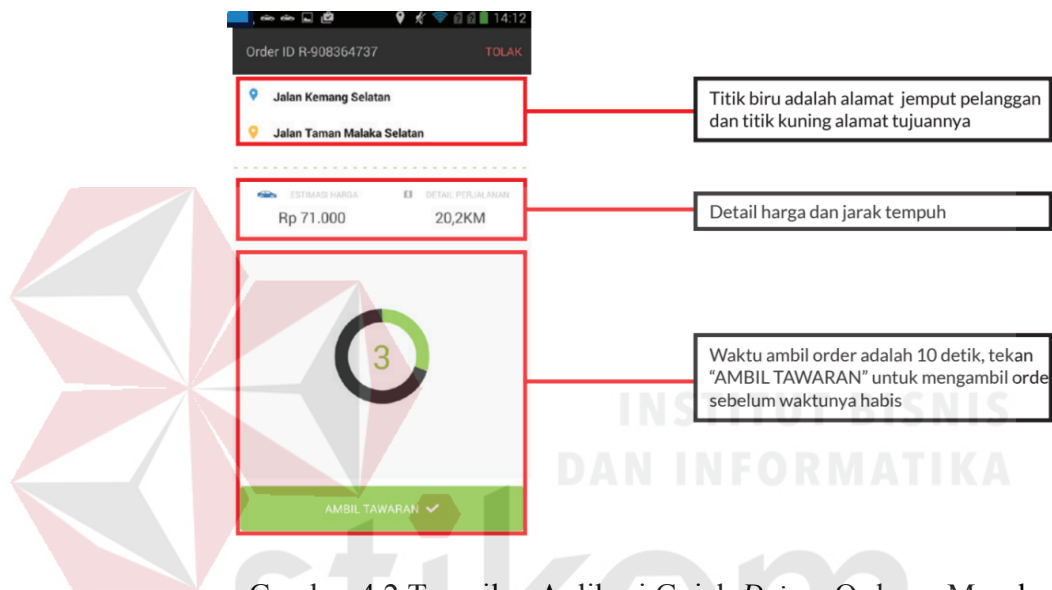 14:12
Order ID R-908364737 TOLAK
Jalan Kemang Selatan
Jalan Taman Malaka Selatan
Titik biru adalah alamat jemput pelanggan
dan titik kuning alamat tujuannya
ESTIMASI HARGA DETAIL PERJALANAN
Rp 71.000 20,2KM
Detail harga dan jarak tempuh
3
Waktu ambil order adalah 10 detik, tekan
“AMBIL TAWARAN” untuk mengambil orde
sebelum waktunya habis
INSTITUT BISNIS
DAN INFORMATIKA
AMBIL TAWARAN
stikom